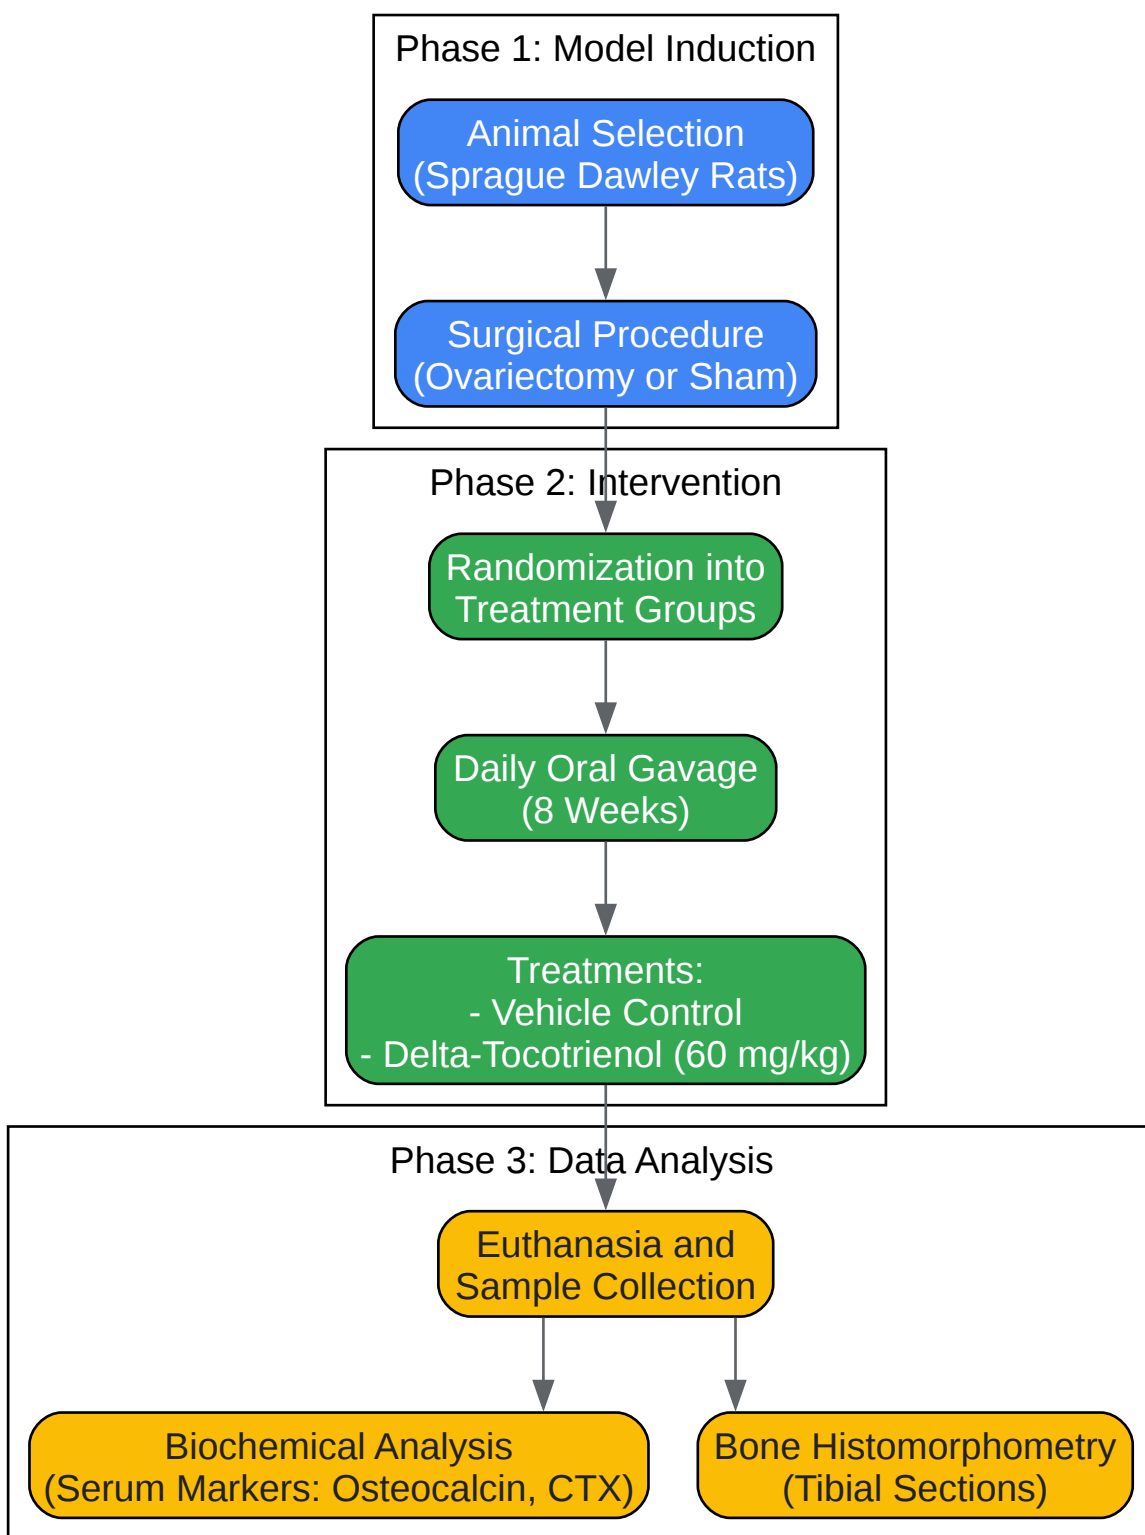 Phase 1: Model Induction
Animal Selection
(Sprague Dawley Rats)
Surgical Procedure
(Ovariectomy or Sham)
Phase 2: Intervention
Randomization into
Treatment Groups
Daily Oral Gavage
(8 Weeks)
Treatments:
- Vehicle Control
- Delta-Tocotrienol (60 mg/kg)
Phase 3: Data Analysis
Euthanasia and
Sample Collection
Biochemical Analysis
(Serum Markers: Osteocalcin, CTX)
Bone Histomorphometry
(Tibial Sections)